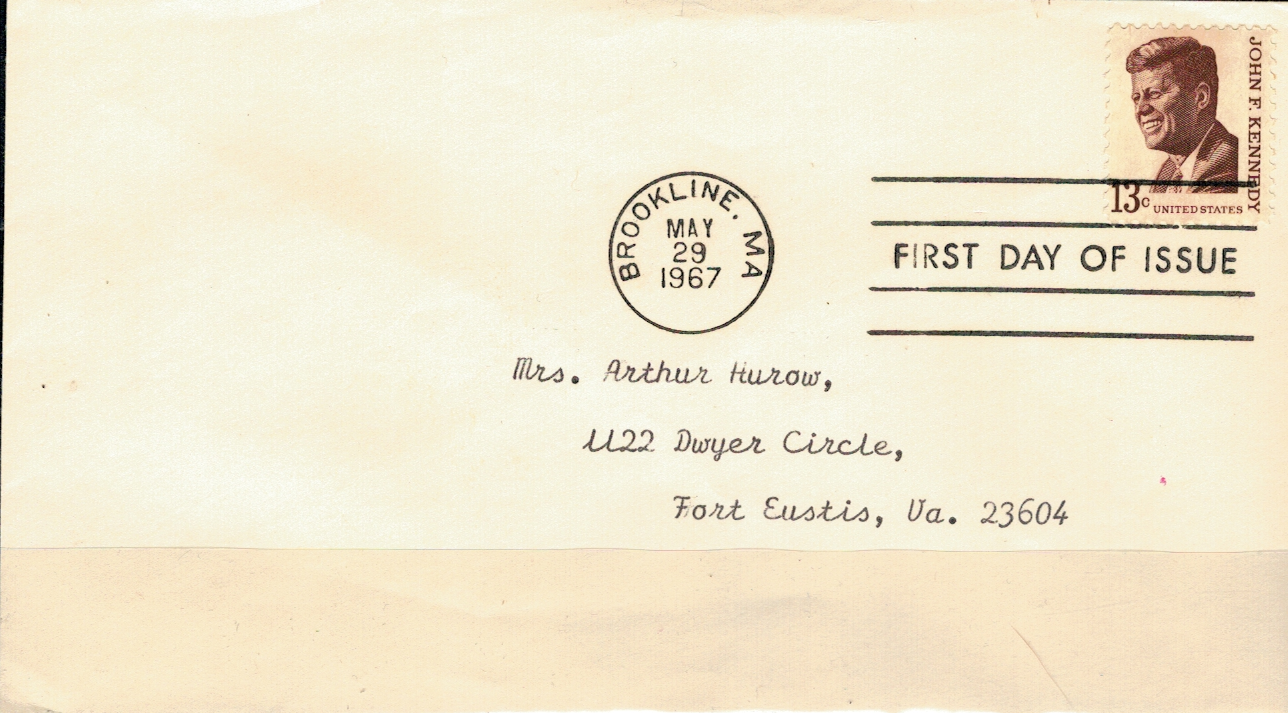 JOHN F. KENNEDY
13c UNITED STATES
BROOKLINE, MA
MAY
29
1967
FIRST DAY OF ISSUE
Mrs. Arthur Hurow,
1122 Dwyer Circle,
Fort Eustis, Va. 23604